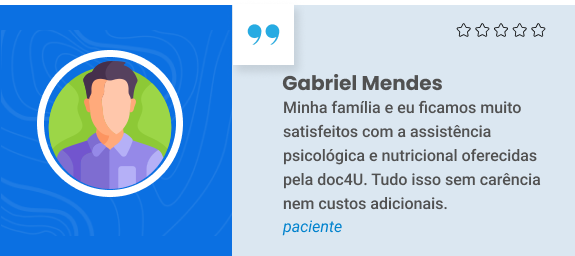 Gabriel Mendes
Minha família e eu ficamos muito
satisfeitos com a assistência
psicológica e nutricional oferecidas
pela doc4U. Tudo isso sem carência
nem custos adicionais.
paciente